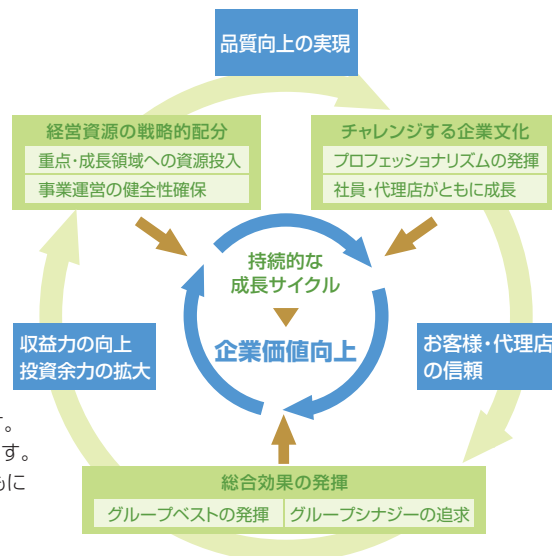 品質向上の実現
経営資源の戦略的配分
重点・成長領域への資源投入
事業運営の健全性確保
チャレンジする企業文化
プロフェッショナリズムの発揮
社員・代理店がともに成長
持続的な
成長サイクル
企業価値向上
収益力の向上
投資余力の拡大
お客様・代理店
の信頼
す。
す。
もに
総合効果の発揮
グループベストの発揮
グループシナジーの追求